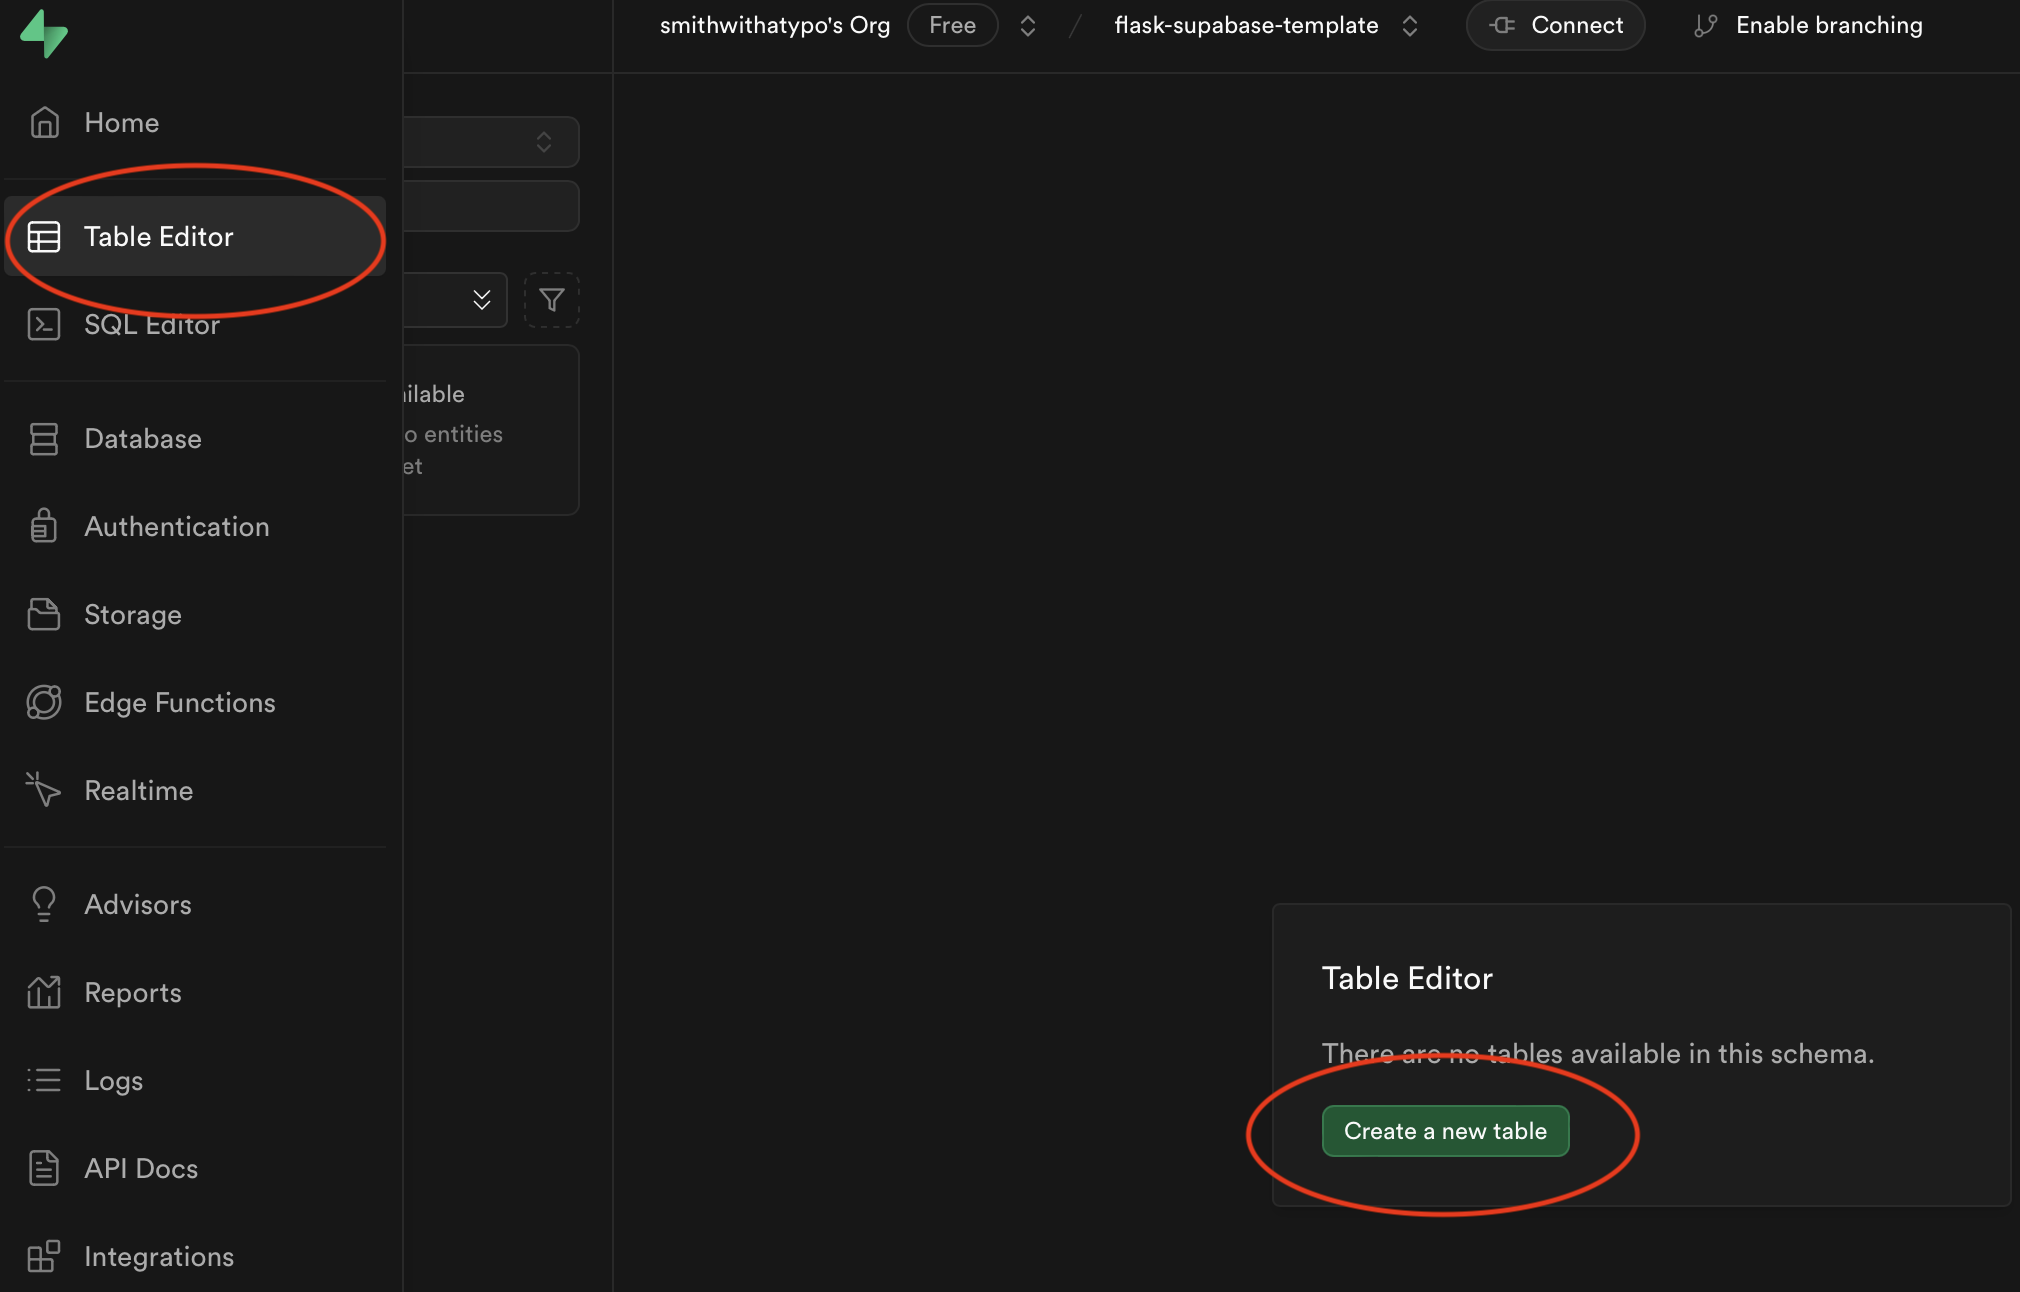 smithwithatypo's Org Free / flask-supabase-template Connect Enable branching
Home
Table Editor
SQL Editor
Database
Authentication
Storage
Edge Functions
Realtime
Advisors
Reports
Logs
API Docs
Integrations
ilable
o entities
et
Table Editor
There are no tables available in this schema.
Create a new table